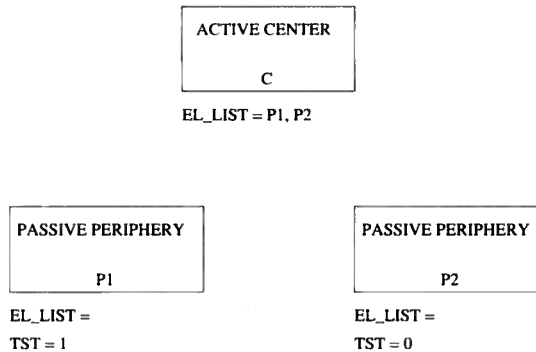 ACTIVE CENTER
C
EL_LIST = P1, P2
PASSIVE PERIPHERY
P1
EL_LIST =
TST = 1
PASSIVE PERIPHERY
P2
EL_LIST =
TST = 0